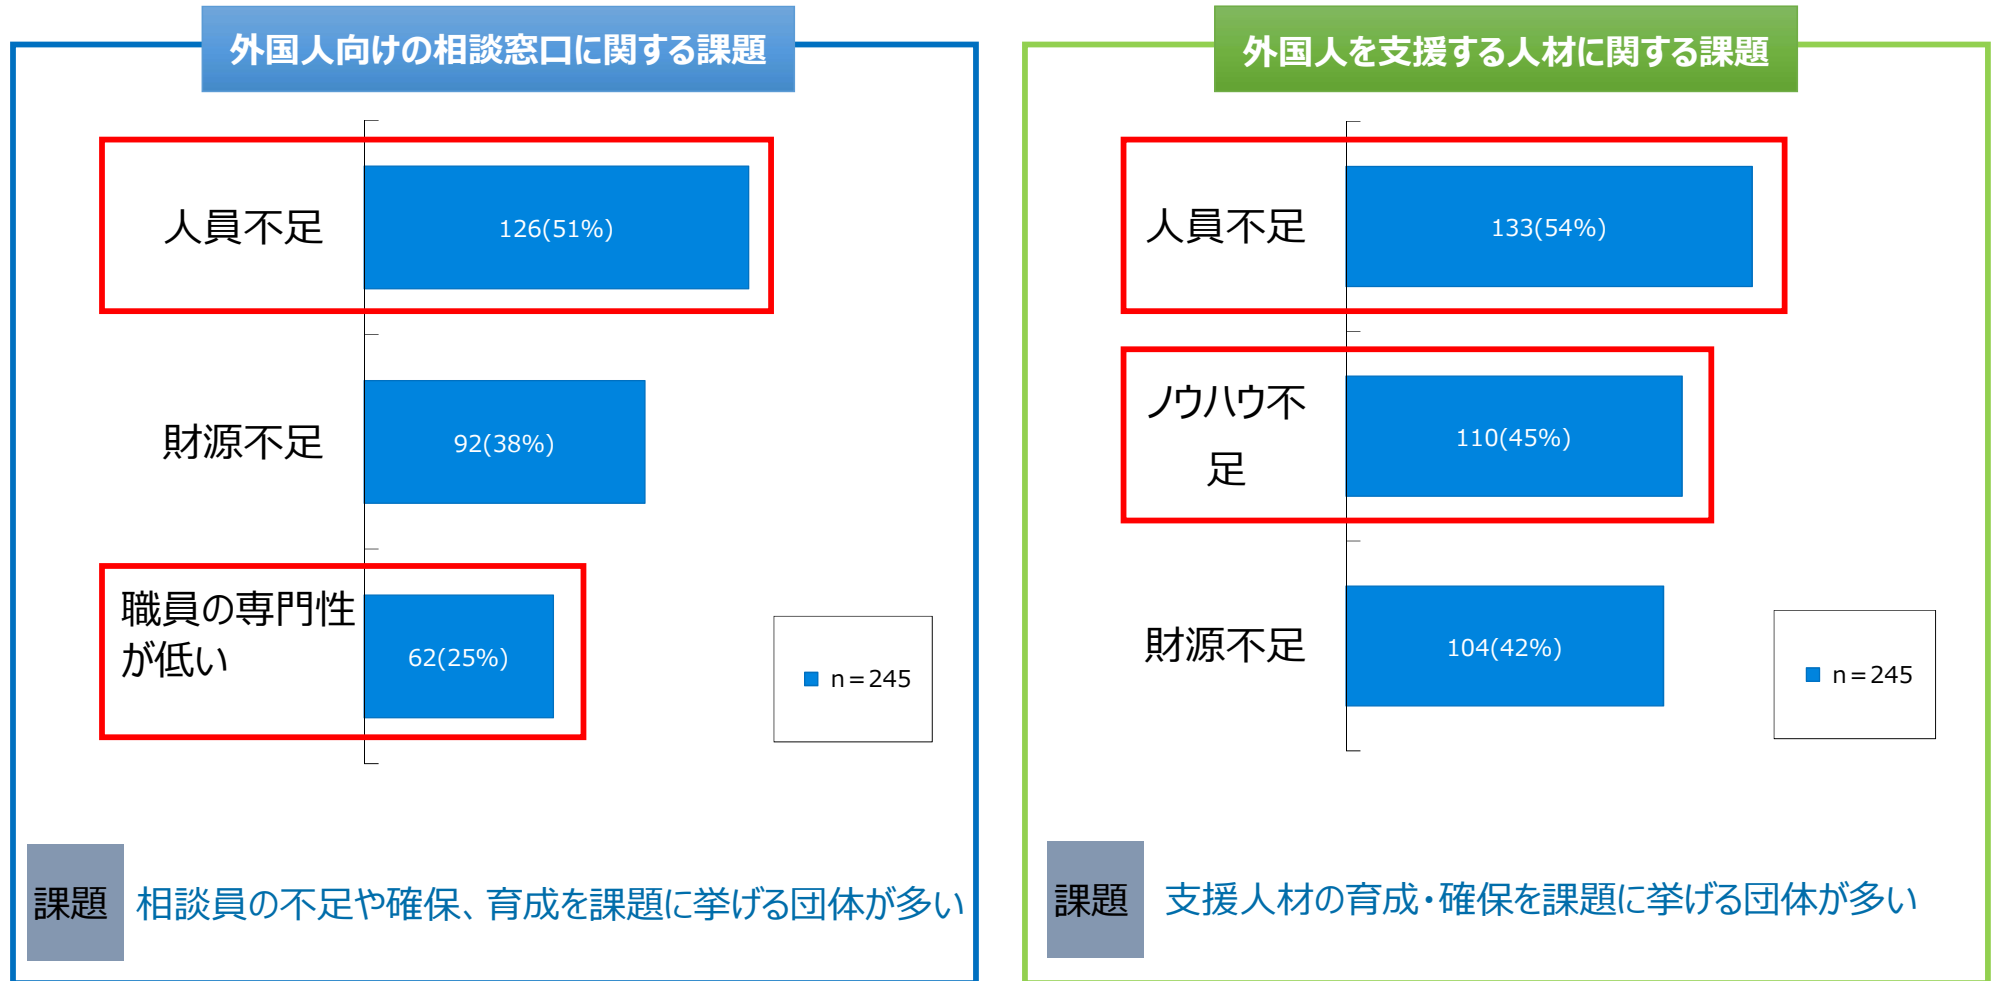 外国人向けの相談窓口に関する課題
人員不足
126(51%)
財源不足
92(38%)
職員の専門性
が低い
62(25%)
n=245
課題
相談員の不足や確保、育成を課題に挙げる団体が多い
外国人を支援する人材に関する課題
人員不足
133(54%)
ノウハウ不
足
110(45%)
財源不足
104(42%)
n=245
課題
支援人材の育成・確保を課題に挙げる団体が多い